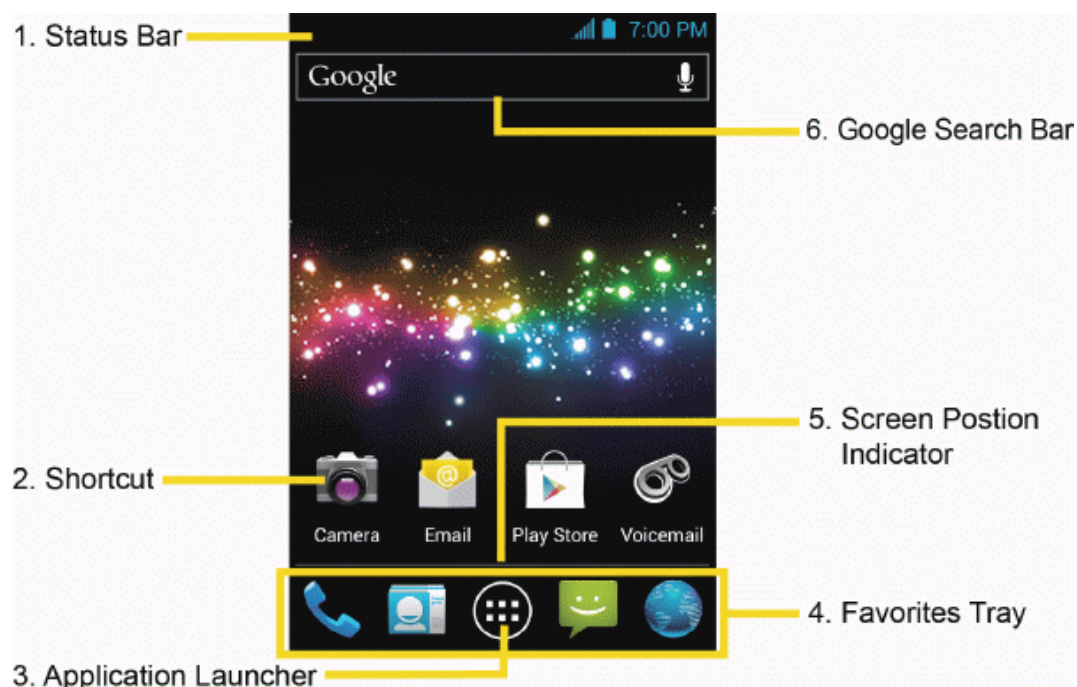 1. Status Bar
7:00 PM
Google
6. Google Search Bar
5. Screen Postion
Indicator
2. Shortcut
Camera Email Play Store Voicemail
4. Favorites Tray
3. Application Launcher